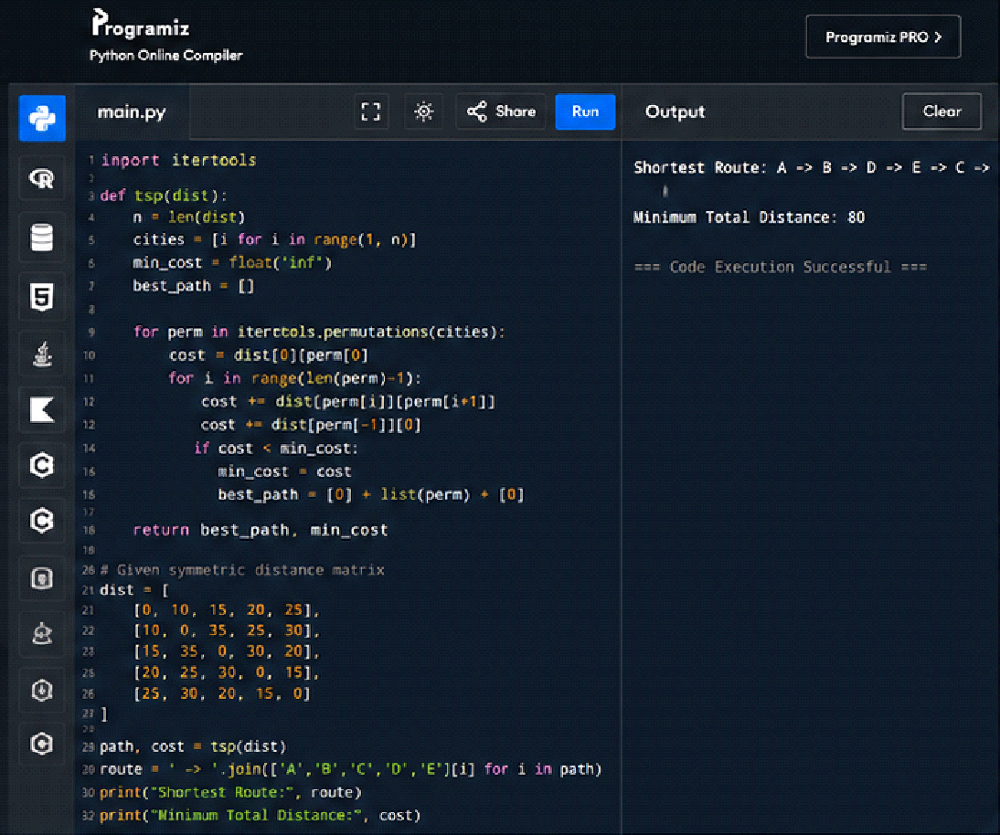 Programiz
Python Online Compiler
Programiz PRO >
main.py
Share
Run
Output
Clear
1 inport itertools
2
3 def tsp(dist):
4 n = len(dist)
5 cities = [i for i in range(1, n)]
6 min_cost = float('inf')
7 best_path = []
8
9 for perm in iterctols.permutations(cities):
10 cost = dist[0][perm[0]
11 for i in range(len(perm)-1):
12 cost += dist[perm[i]][perm[i+1]]
12 cost += dist[perm[-1]][0]
14 if cost < min_cost:
16 min_cost = cost
16 best_path = [0] + list(perm) + [0]
17
18 return best_path, min_cost
18
26 # Given symmetric distance matrix
21 dist = [
21 [0, 10, 15, 20, 25],
22 [10, 0, 35, 25, 30],
23 [15, 35, 0, 30, 20],
25 [20, 25, 30, 0, 15],
26 [25, 30, 20, 15, 0]
27 ]
28
29 path, cost = tsp(dist)
30 route = ' -> '.join(['A','B','C','D','E'][i] for i in path)
30 print("Shortest Route:", route)
32 print("Minimum Total Distance:", cost)
Shortest Route: A -> B -> D -> E -> C ->
Minimum Total Distance: 80
=== Code Execution Successful ===